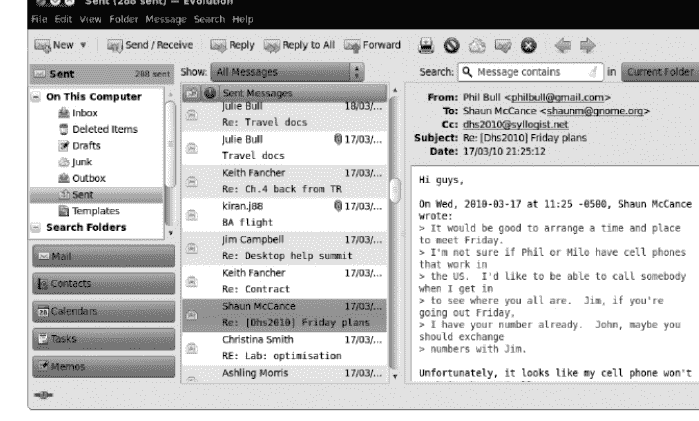 Sent (288 sent) — Evolution
File Edit View Folder Message Search Help
New Send / Receive Reply Reply to All Forward
Sent 288 sent
Show: All Messages
Search: Message contains in Current Folder
On This Computer
Inbox
Deleted Items
Drafts
Junk
Outbox
Sent
Templates
Search Folders
Mail
Contacts
Calendars
Tasks
Memos
Sent Messages
Julie Bull 18/03/...
Re: Travel docs
Julie Bull 17/03/...
Travel docs
Keith Fancher 17/03/...
Re: Ch.4 back from TR
kiran.j88 17/03/...
BA flight
Jim Campbell 17/03/...
Re: Desktop help summit
Keith Fancher 17/03/...
Re: Contract
Shaun McCance 17/03/...
Re: [Dhs2010] Friday plans
Christina Smith 17/03/...
RE: Lab: optimisation
Ashling Morris 17/03/...
From: Phil Bull <philbull@gmail.com>
To: Shaun McCance <shaunm@gnome.org>
Cc: dhs2010@syllogist.net
Subject: Re: [Dhs2010] Friday plans
Date: 17/03/10 21:25:12
Hi guys,
On Wed, 2010-03-17 at 11:25 -0500, Shaun McCance
wrote:
> It would be good to arrange a time and place
to meet Friday.
> I'm not sure if Phil or Milo have cell phones
that work in
> the US. I'd like to be able to call somebody
when I get in
> to see where you all are. Jim, if you're
going out Friday,
> I have your number already. John, maybe you
should exchange
> numbers with Jim.
Unfortunately, it looks like my cell phone won't